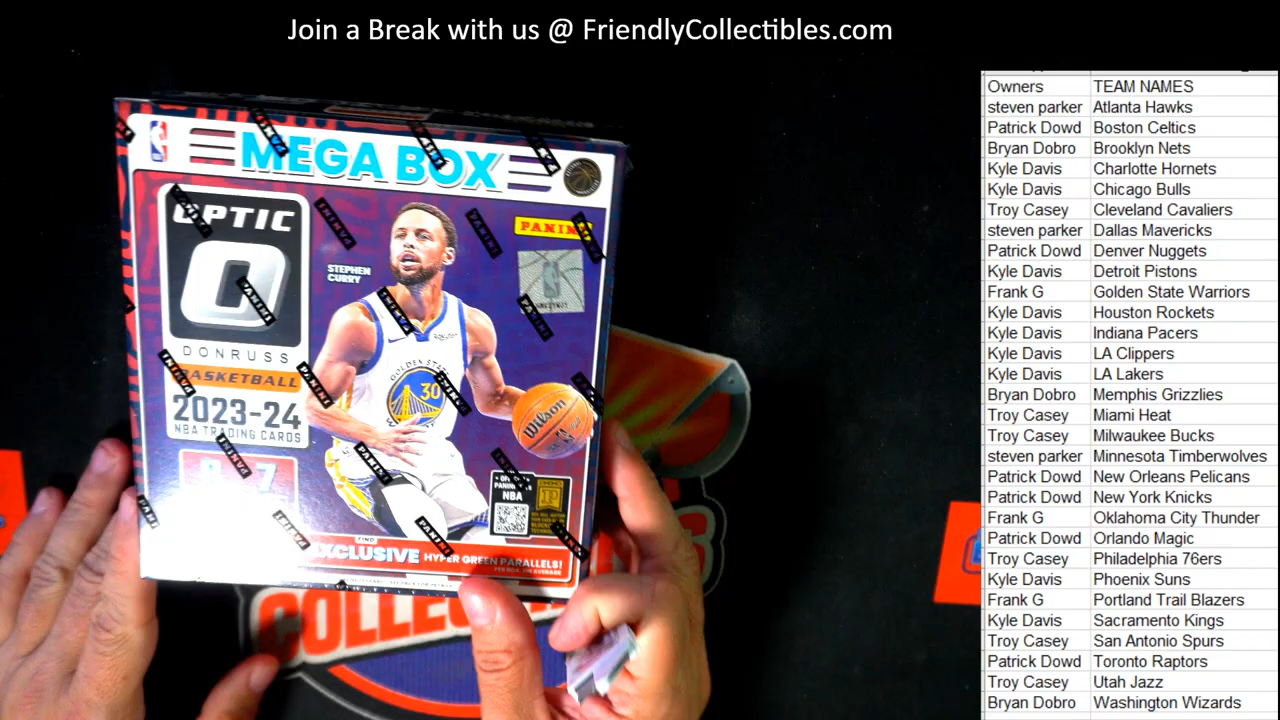 Join a Break with us @ FriendlyCollectibles.com
MEGA BOX
OPTIC
DONRUSS
BASKETBALL
2023-24
NBA TRADING CARDS
STEPHEN
CURRY
PANINI
GOLDEN STATE
30
Wilson
NBA
FIND
EXCLUSIVE HYPER GREEN PARALLELS!
COLLEC
Owners TEAM NAMES
steven parker Atlanta Hawks
Patrick Dowd Boston Celtics
Bryan Dobro Brooklyn Nets
Kyle Davis Charlotte Hornets
Kyle Davis Chicago Bulls
Troy Casey Cleveland Cavaliers
steven parker Dallas Mavericks
Patrick Dowd Denver Nuggets
Kyle Davis Detroit Pistons
Frank G Golden State Warriors
Kyle Davis Houston Rockets
Kyle Davis Indiana Pacers
Kyle Davis LA Clippers
Kyle Davis LA Lakers
Bryan Dobro Memphis Grizzlies
Troy Casey Miami Heat
Troy Casey Milwaukee Bucks
steven parker Minnesota Timberwolves
Patrick Dowd New Orleans Pelicans
Patrick Dowd New York Knicks
Frank G Oklahoma City Thunder
Patrick Dowd Orlando Magic
Troy Casey Philadelphia 76ers
Kyle Davis Phoenix Suns
Frank G Portland Trail Blazers
Kyle Davis Sacramento Kings
Troy Casey San Antonio Spurs
Patrick Dowd Toronto Raptors
Troy Casey Utah Jazz
Bryan Dobro Washington Wizards